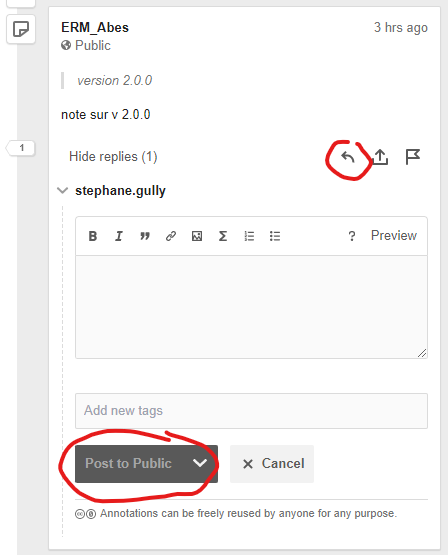 ERM_Abes 3 hrs ago
Public
version 2.0.0
note sur v 2.0.0
1
Hide replies (1)
stephane.gully
B I ” Σ ? Preview
Add new tags
Post to Public × Cancel
Annotations can be freely reused by anyone for any purpose.